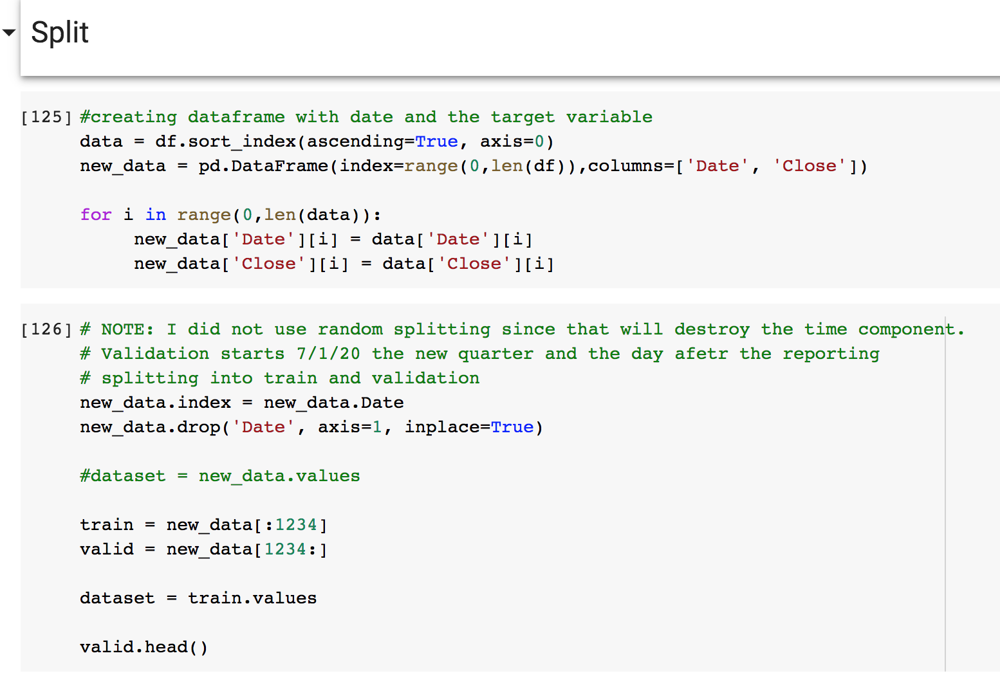 Split
[125] #creating dataframe with date and the target variable
data = df.sort_index(ascending=True, axis=0)
new_data = pd.DataFrame(index=range(0,len(df)),columns=['Date', 'Close'])
for i in range(0,len(data)):
new_data['Date'][i] = data['Date'][i]
new_data['Close'][i] = data['Close'][i]
[126] # NOTE: I did not use random splitting since that will destroy the time component.
# Validation starts 7/1/20 the new quarter and the day afetr the reporting
# splitting into train and validation
new_data.index = new_data.Date
new_data.drop('Date', axis=1, inplace=True)
#dataset = new_data.values
train = new_data[:1234]
valid = new_data[1234:]
dataset = train.values
valid.head()